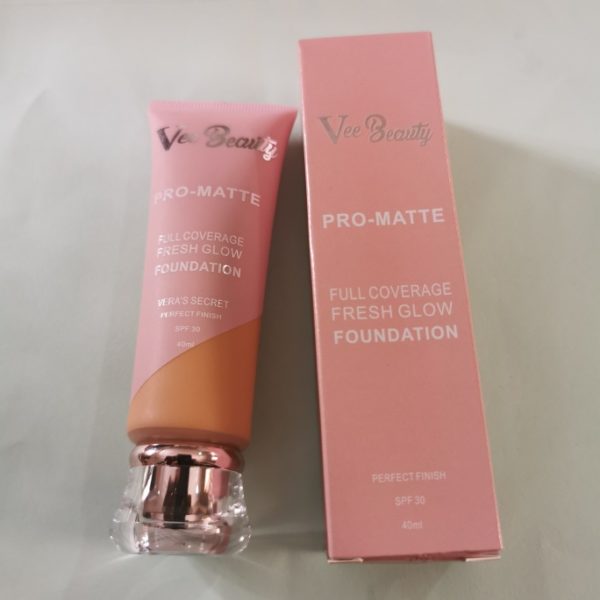 Vee Beauty
PRO-MATTE
FULL COVERAGE
FRESH GLOW
FOUNDATION
VERA'S SECRET
PERFECT FINISH
SPF 30
40ml
Vee Beauty
PRO-MATTE
FULL COVERAGE
FRESH GLOW
FOUNDATION
PERFECT FINISH
SPF 30
40ml